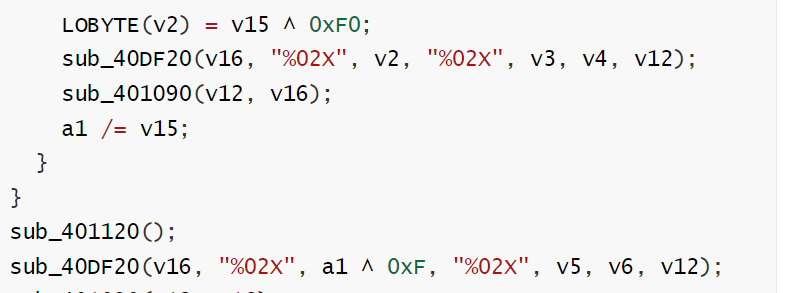 LOBYTE(v2) = v15 ^ 0xF0;
sub_40DF20(v16, "%02X", v2, "%02X", v3, v4, v12);
sub_401090(v12, v16);
a1 /= v15;
}
}
sub_401120();
sub_40DF20(v16, "%02X", a1 ^ 0xF, "%02X", v5, v6, v12);